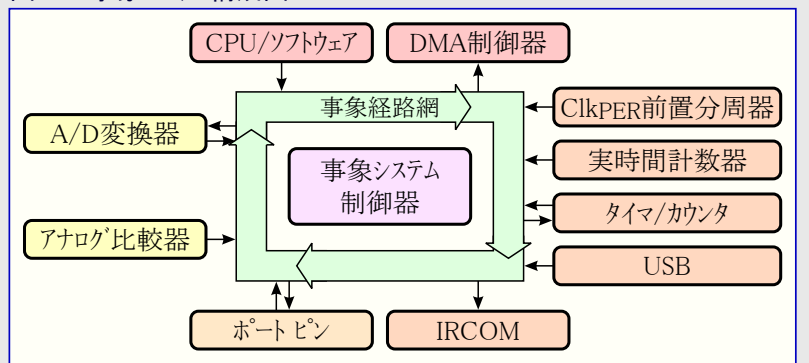 CPU/ソフトウェア
DMA制御器
事象経路網
ClkPER前置分周器
A/D変換器
事象システム
制御器
実時間計数器
タイマ/カウンタ
アナログ比較器
USB
ポート ピン
IRCOM